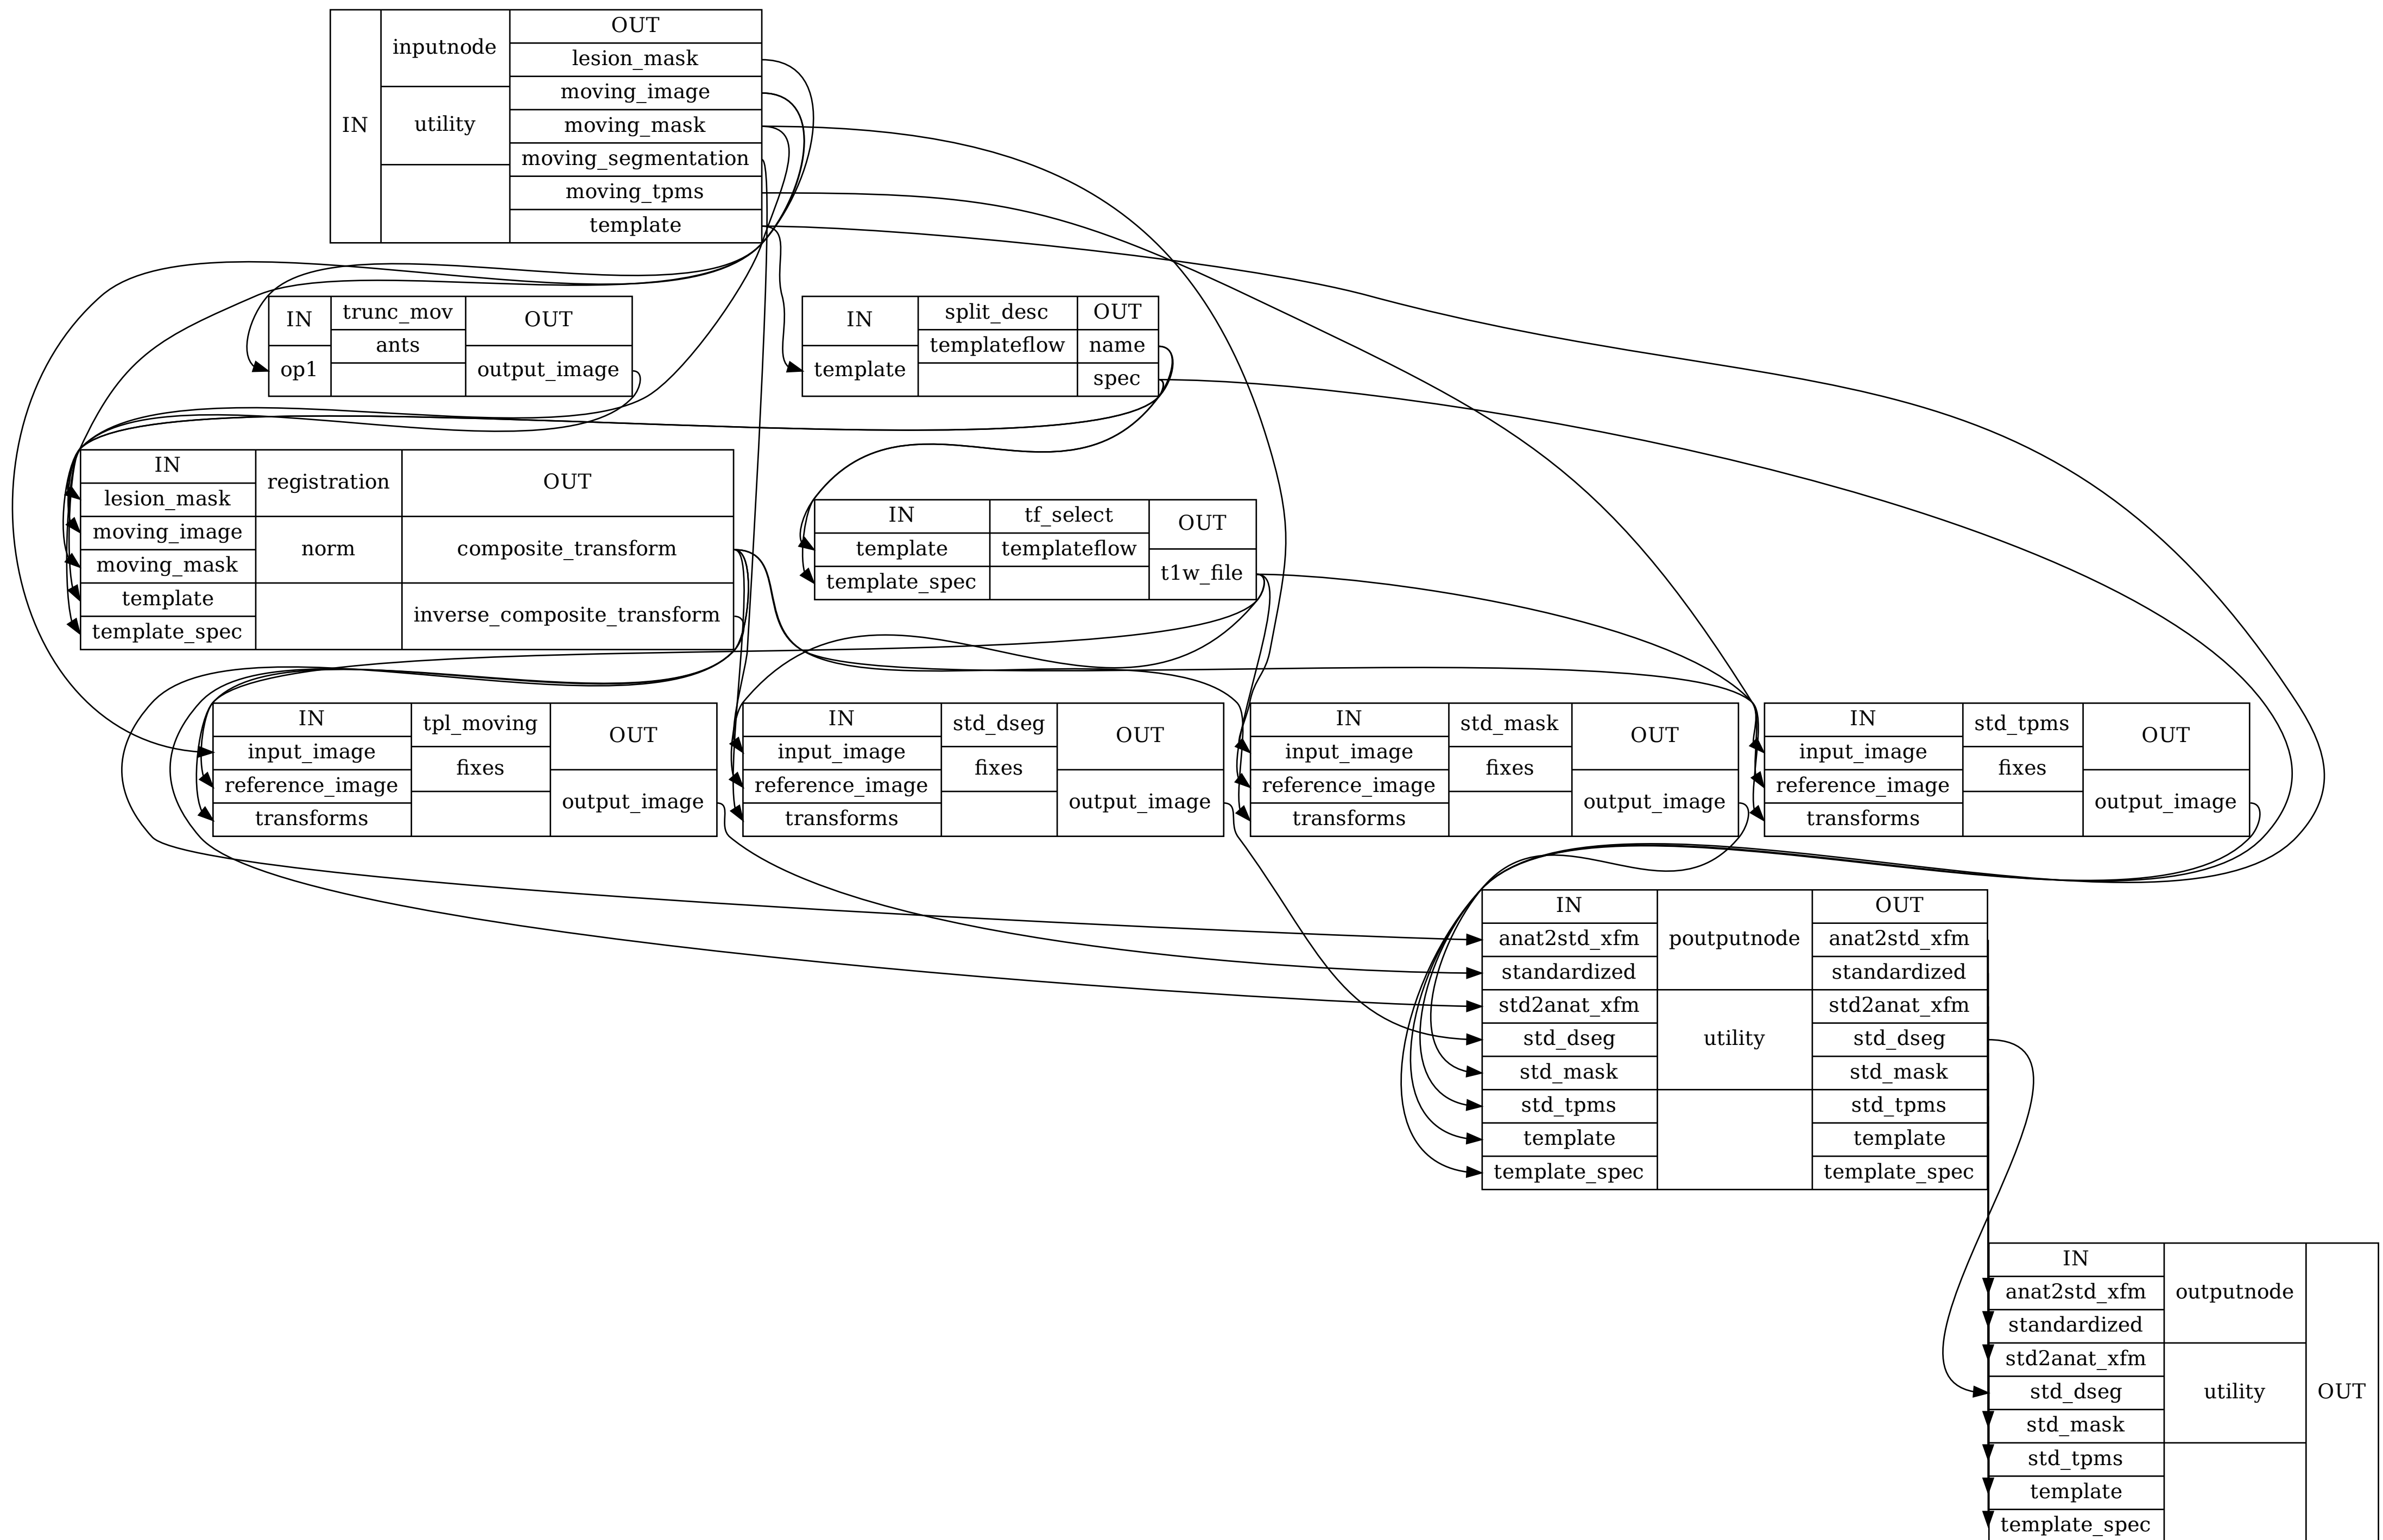 IN
inputnode
utility
OUT
lesion_mask
moving_image
moving_mask
moving_segmentation
moving_tpms
template
IN
op1
trunc_mov
ants
OUT
output_image
IN
template
split_desc
templateflow
OUT
name
spec
IN
lesion_mask
moving_image
moving_mask
template
template_spec
registration
norm
OUT
composite_transform
inverse_composite_transform
IN
template
template_spec
tf_select
templateflow
OUT
t1w_file
IN
input_image
reference_image
transforms
tpl_moving
fixes
OUT
output_image
IN
input_image
reference_image
transforms
std_dseg
fixes
OUT
output_image
IN
input_image
reference_image
transforms
std_mask
fixes
OUT
output_image
IN
input_image
reference_image
transforms
std_tpms
fixes
OUT
output_image
IN
anat2std_xfm
standardized
std2anat_xfm
std_dseg
std_mask
std_tpms
template
template_spec
poutputnode
utility
OUT
anat2std_xfm
standardized
std2anat_xfm
std_dseg
std_mask
std_tpms
template
template_spec
IN
anat2std_xfm
standardized
std2anat_xfm
std_dseg
std_mask
std_tpms
template
template_spec
outputnode
utility
OUT